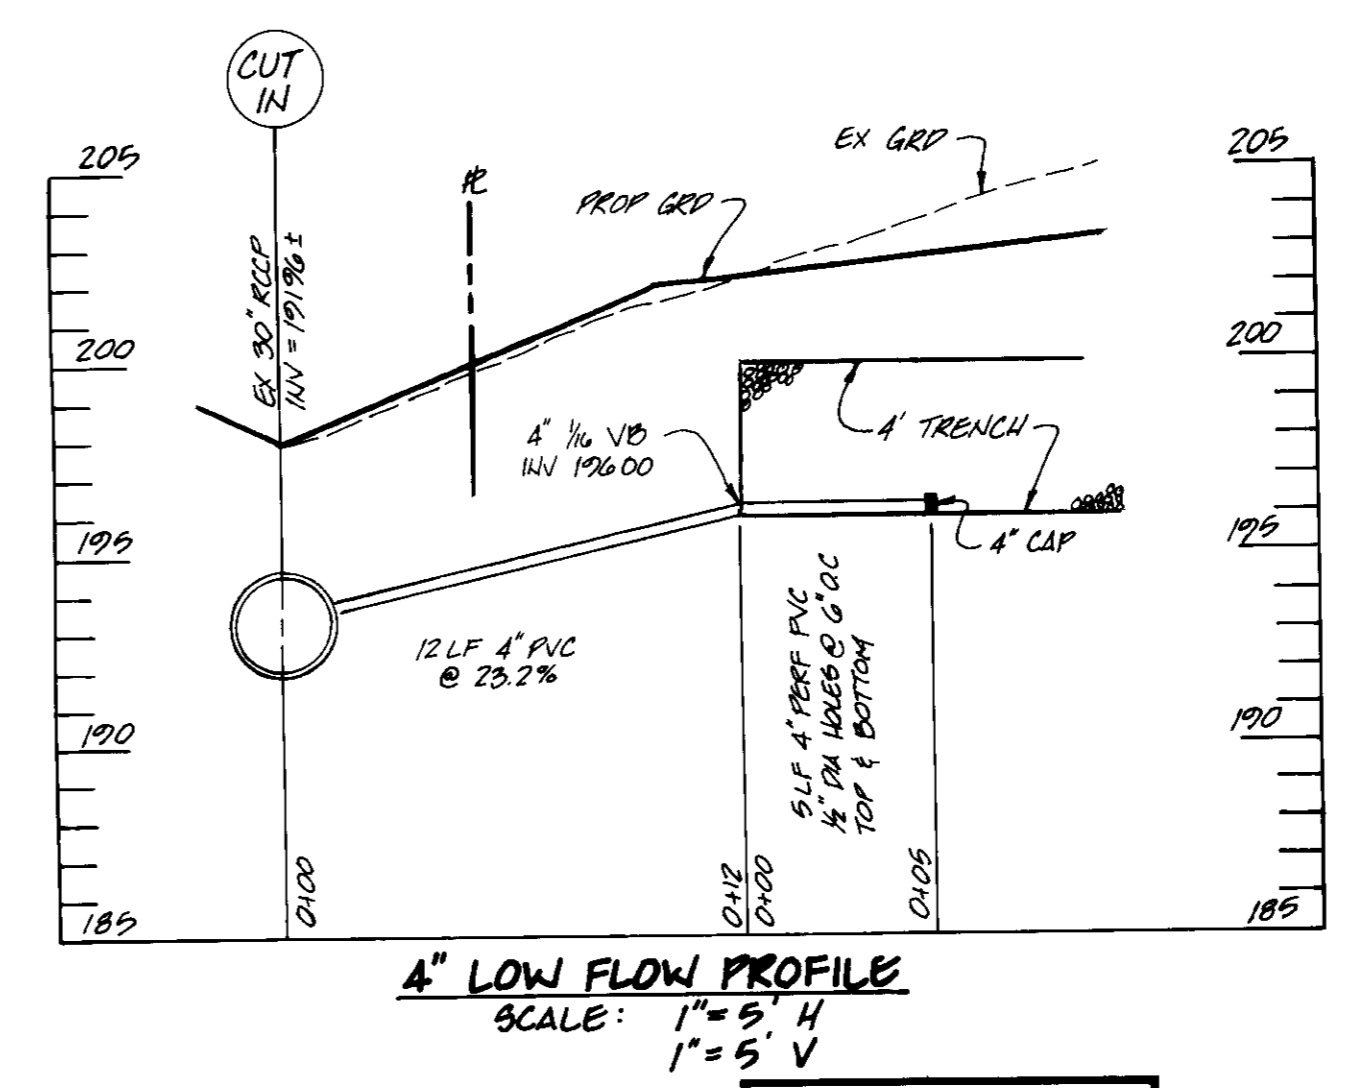 CUT
IN
205
EX GRD
205
PROP GRD
EX 30" RCCP
INV = 191.96 ±
200
200
4" 1/16 VB
INV 196.00
4' TRENCH
195
195
4" CAP
12 LF 4" PVC
@ 23.2%
5 LF 4" PERF PVC
1/2" DIA HOLES @ 6" O.C
TOP & BOTTOM
190
190
0+00
0+12
0+00
0+05
185
185
4" LOW FLOW PROFILE
SCALE: 1" = 5' H
1" = 5' V